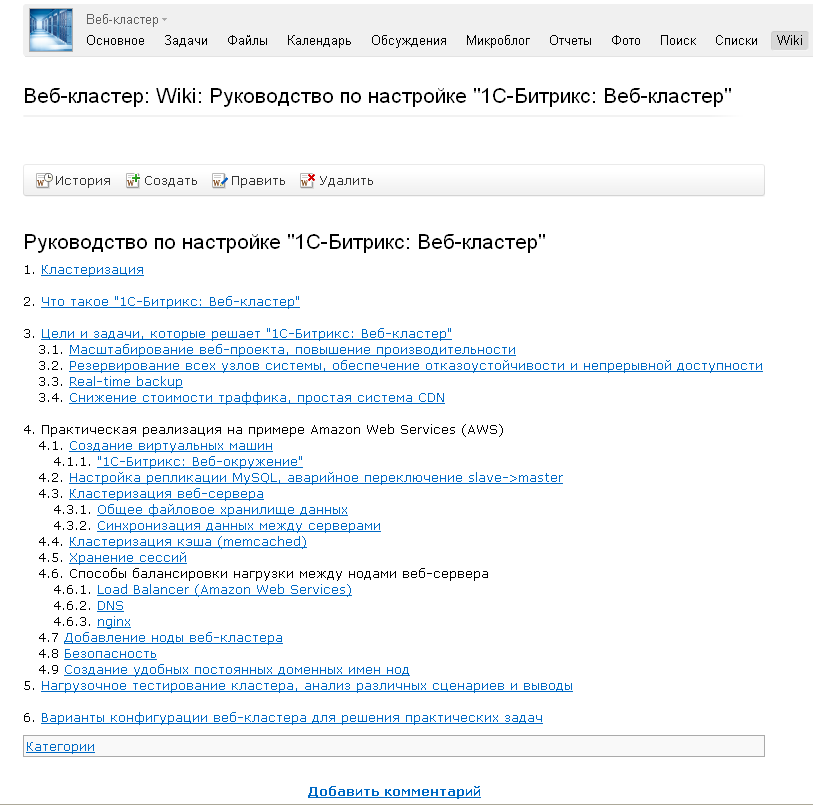 Веб-кластер
Основное Задачи Файлы Календарь Обсуждения Микроблог Отчеты Фото Поиск Списки Wiki
Веб-кластер: Wiki: Руководство по настройке "1С-Битрикс: Веб-кластер"
История Создать Править Удалить
Руководство по настройке "1С-Битрикс: Веб-кластер"
1. Кластеризация
2. Что такое "1С-Битрикс: Веб-кластер"
3. Цели и задачи, которые решает "1С-Битрикс: Веб-кластер"
3.1. Масштабирование веб-проекта, повышение производительности
3.2. Резервирование всех узлов системы, обеспечение отказоустойчивости и непрерывной доступности
3.3. Real-time backup
3.4. Снижение стоимости траффика, простая система CDN
4. Практическая реализация на примере Amazon Web Services (AWS)
4.1. Создание виртуальных машин
4.1.1. "1С-Битрикс: Веб-окружение"
4.2. Настройка репликации MySQL, аварийное переключение slave->master
4.3. Кластеризация веб-сервера
4.3.1. Общее файловое хранилище данных
4.3.2. Синхронизация данных между серверами
4.4. Кластеризация кэша (memcached)
4.5. Хранение сессий
4.6. Способы балансировки нагрузки между нодами веб-сервера
4.6.1. Load Balancer (Amazon Web Services)
4.6.2. DNS
4.6.3. nginx
4.7 Добавление ноды веб-кластера
4.8 Безопасность
4.9 Создание удобных постоянных доменных имен нод
5. Нагрузочное тестирование кластера, анализ различных сценариев и выводы
6. Варианты конфигурации веб-кластера для решения практических задач
Категории
Добавить комментарий